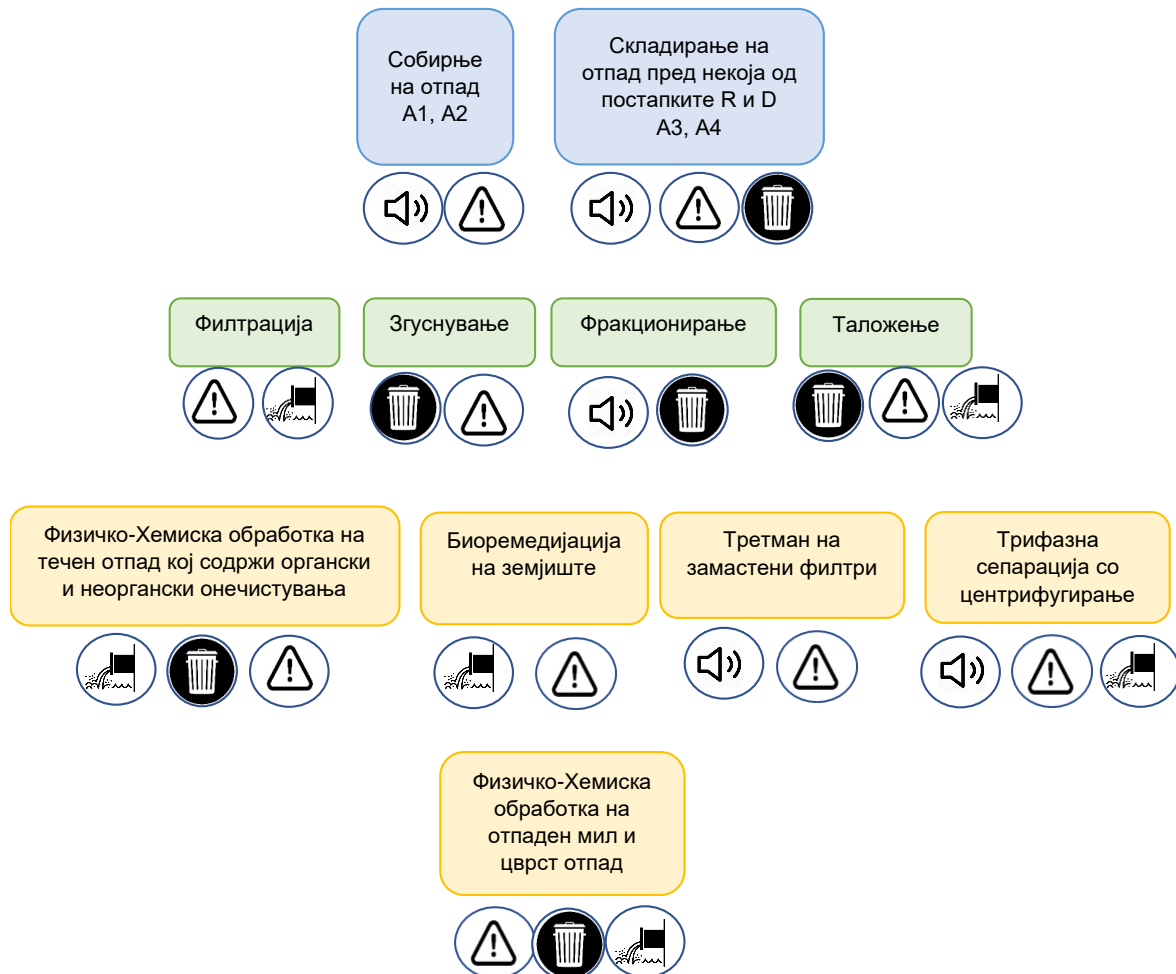 Собирње
на отпад
А1, А2
Складирање на
отпад пред некоја од
постапките R и D
А3, А4
Филтрација
Згуснување
Фракционирање
Таложење
Физичко-Хемиска обработка на
течен отпад кој содржи органски
и неоргански онечистувања
Биоремедијација
на земјиште
Третман на
замастени филтри
Трифазна
сепарација со
центрифугирање
Физичко-Хемиска
обработка на
отпаден мил и
цврст отпад